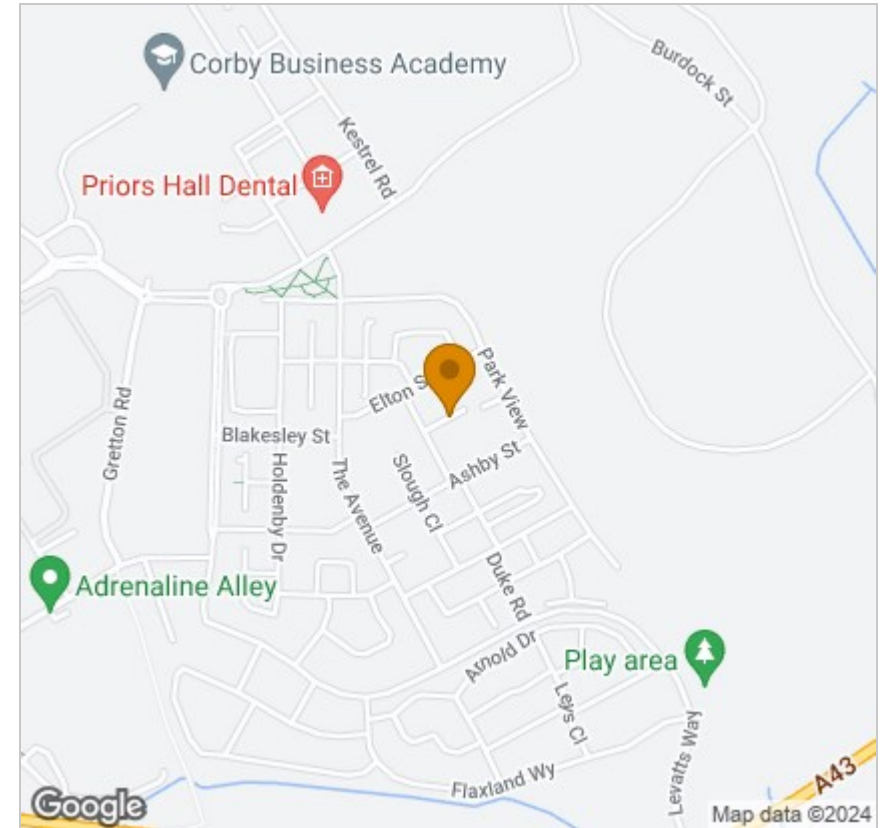 Corby Business Academy
Burdock St
Kestrel Rd
Priors Hall Dental
Park View
Elton S
Blakesley St
Gretton Rd
Holdenby Dr
The Avenue
Slough Cl
Ashby St
Adrenaline Alley
Duke Rd
Arnold Dr
Play area
Leys Cl
Levatts Way
Flaxland Wy
A43
Google
Map data ©2024